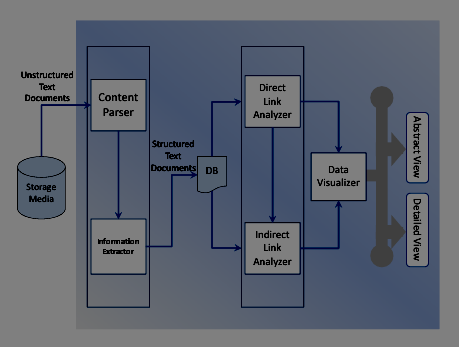 Unstructured
Text
Documents
Storage
Media
Content
Parser
Information
Extractor
Structured
Text
Documents
DB
Direct
Link
Analyzer
Indirect
Link
Analyzer
Data
Visualizer
Abstract View
Detailed View